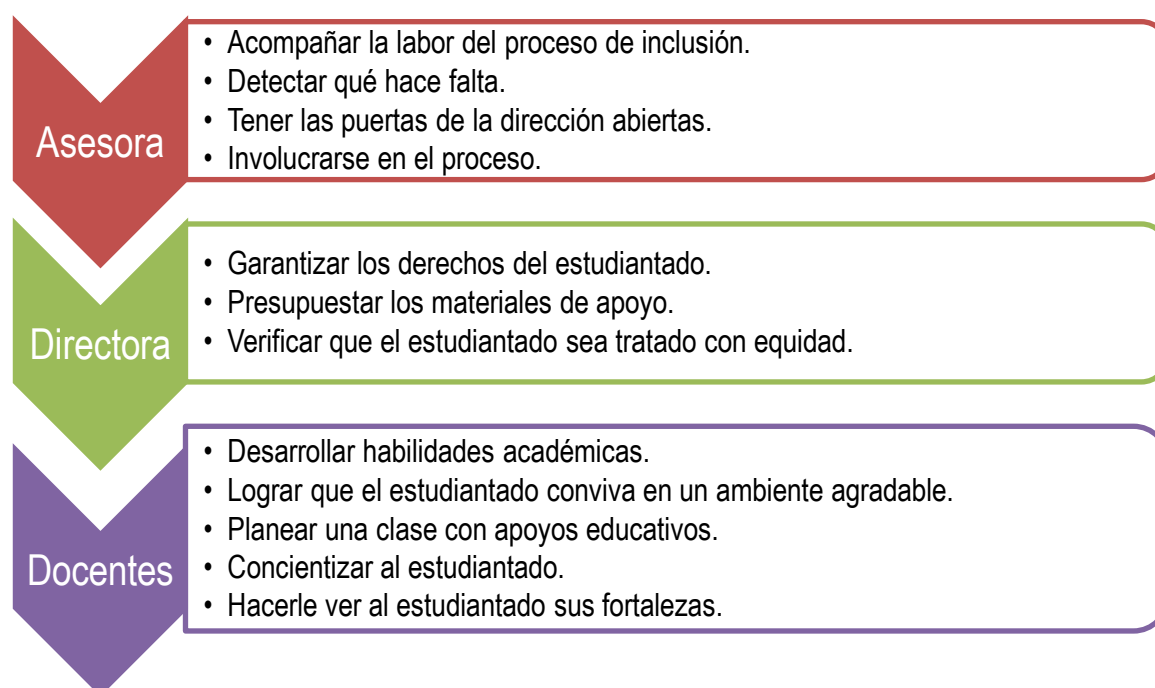 Asesora
• Acompañar la labor del proceso de inclusión.
• Detectar qué hace falta.
• Tener las puertas de la dirección abiertas.
• Involucrarse en el proceso.
Directora
• Garantizar los derechos del estudiantado.
• Presupuestar los materiales de apoyo.
• Verificar que el estudiantado sea tratado con equidad.
Docentes
• Desarrollar habilidades académicas.
• Lograr que el estudiantado conviva en un ambiente agradable.
• Planear una clase con apoyos educativos.
• Concientizar al estudiantado.
• Hacerle ver al estudiantado sus fortalezas.